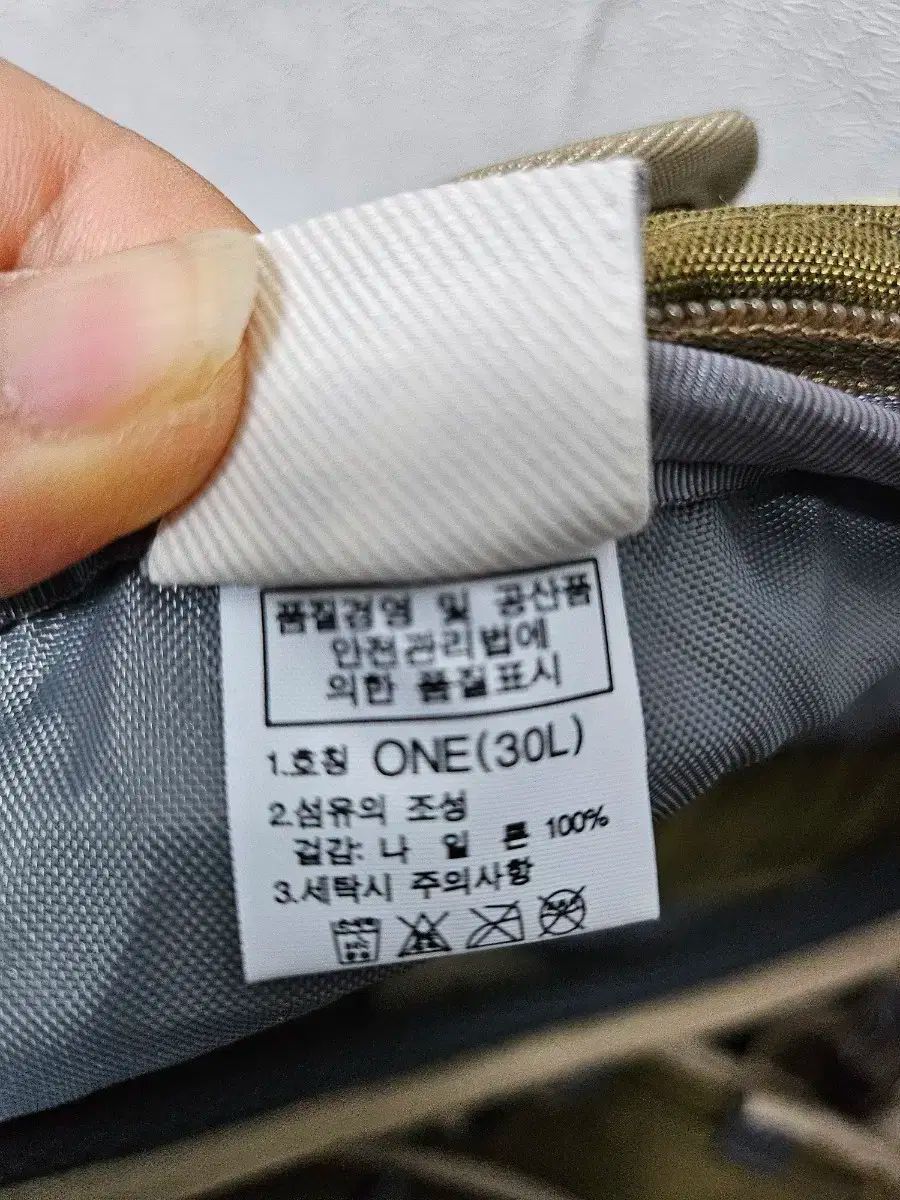 품질경영 및 공산품
안전관리법에
의한 품질표시
1.호칭 ONE(30L)
2.섬유의 조성
겉감: 나 일 론 100%
3.세탁시 주의사항